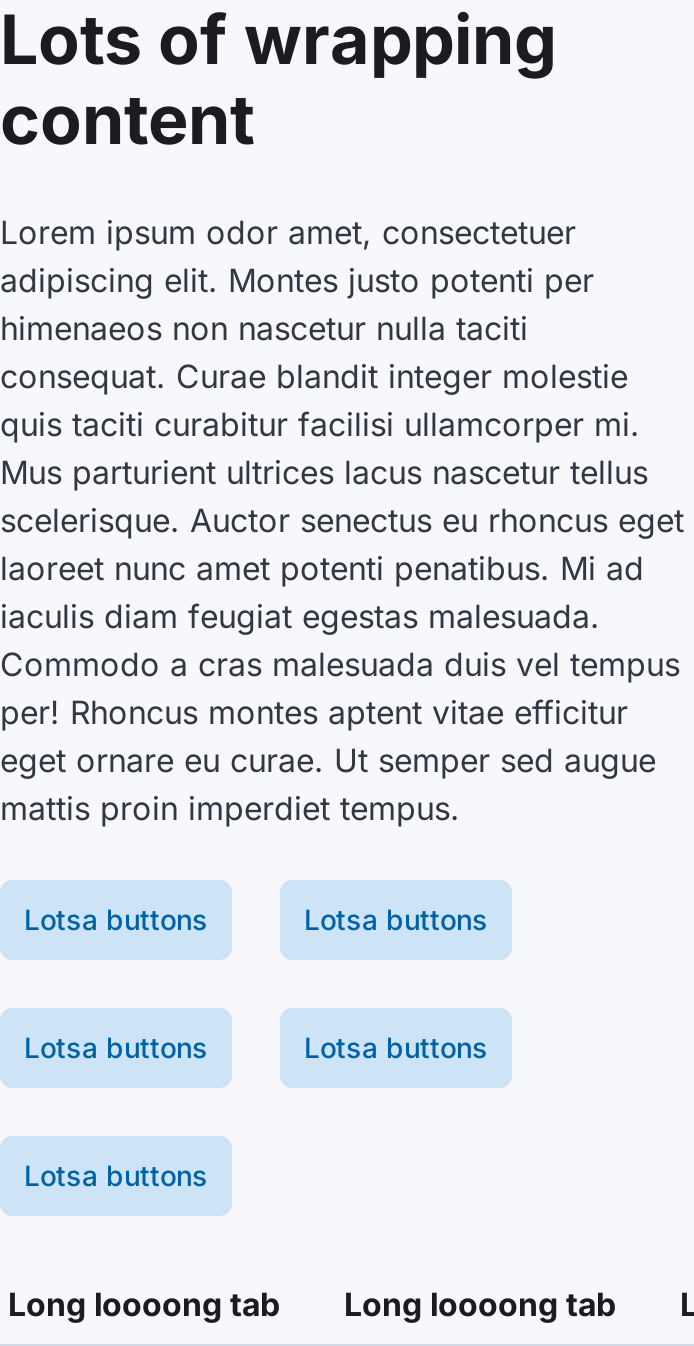 Lots of wrapping
content
Lorem ipsum odor amet, consectetuer
adipiscing elit. Montes justo potenti per
himenaeos non nascetur nulla taciti
consequat. Curae blandit integer molestie
quis taciti curabitur facilisi ullamcorper mi.
Mus parturient ultrices lacus nascetur tellus
scelerisque. Auctor senectus eu rhoncus eget
laoreet nunc amet potenti penatibus. Mi ad
iaculis diam feugiat egestas malesuada.
Commodo a cras malesuada duis vel tempus
per! Rhoncus montes aptent vitae efficitur
eget ornare eu curae. Ut semper sed augue
mattis proin imperdiet tempus.
Lotsa buttons Lotsa buttons
Lotsa buttons Lotsa buttons
Lotsa buttons
Long loooong tab Long loooong tab